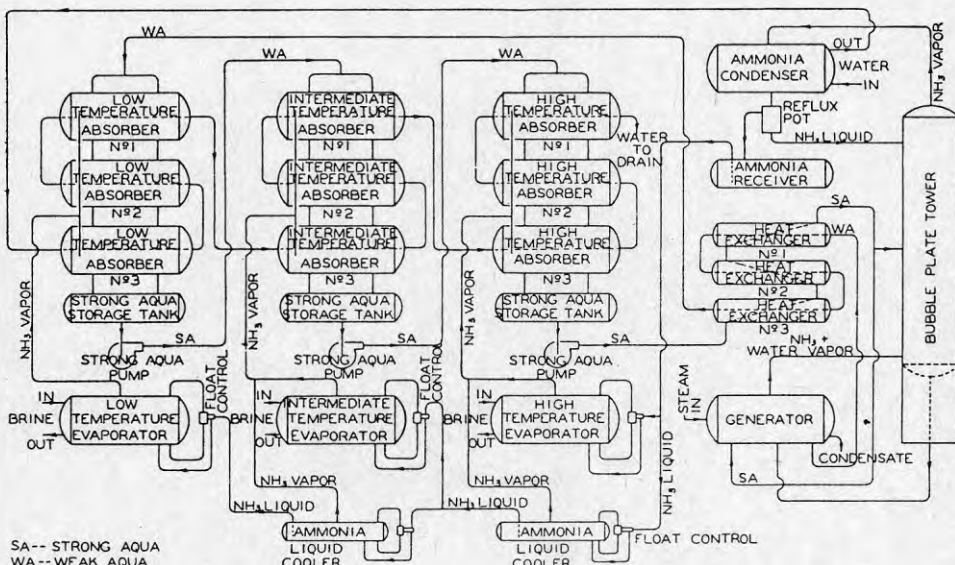 WA
WA
WA
OUT
WATER
IN
NH₃ VAPOR
AMMONIA
CONDENSER
REFLUX
POT
NH₃ LIQUID
LOW
TEMPERATURE
ABSORBER
Nº1
INTERMEDIATE
TEMPERATURE
ABSORBER
Nº1
HIGH
TEMPERATURE
ABSORBER
Nº1
WATER
TO
DRAIN
AMMONIA
RECEIVER
LOW
TEMPERATURE
ABSORBER
Nº2
INTERMEDIATE
TEMPERATURE
ABSORBER
Nº2
HIGH
TEMPERATURE
ABSORBER
Nº2
SA
WA
HEAT
EXCHANGER
Nº1
HEAT
EXCHANGER
Nº2
HEAT
EXCHANGER
Nº3
BUBBLE PLATE TOWER
LOW
TEMPERATURE
ABSORBER
Nº3
INTERMEDIATE
TEMPERATURE
ABSORBER
Nº3
HIGH
TEMPERATURE
ABSORBER
Nº3
NH₃ VAPOR
NH₃ VAPOR
NH₃ VAPOR
STRONG AQUA
STORAGE TANK
STRONG AQUA
STORAGE TANK
STRONG AQUA
STORAGE TANK
SA
SA
SA
STRONG AQUA
PUMP
STRONG AQUA
PUMP
STRONG AQUA
PUMP
NH₃ +
WATER VAPOR
FLOAT CONTROL
FLOAT CONTROL
IN
BRINE
OUT
LOW
TEMPERATURE
EVAPORATOR
IN
BRINE
OUT
INTERMEDIATE
TEMPERATURE
EVAPORATOR
IN
BRINE
OUT
HIGH
TEMPERATURE
EVAPORATOR
STEAM
IN
GENERATOR
CONDENSATE
SA
NH₃ LIQUID
NH₃ VAPOR
NH₃ LIQUID
NH₃ VAPOR
NH₃ LIQUID
AMMONIA
LIQUID
COOLER
AMMONIA
LIQUID
COOLER
FLOAT CONTROL
SA-- STRONG AQUA
WA-- WEAK AQUA